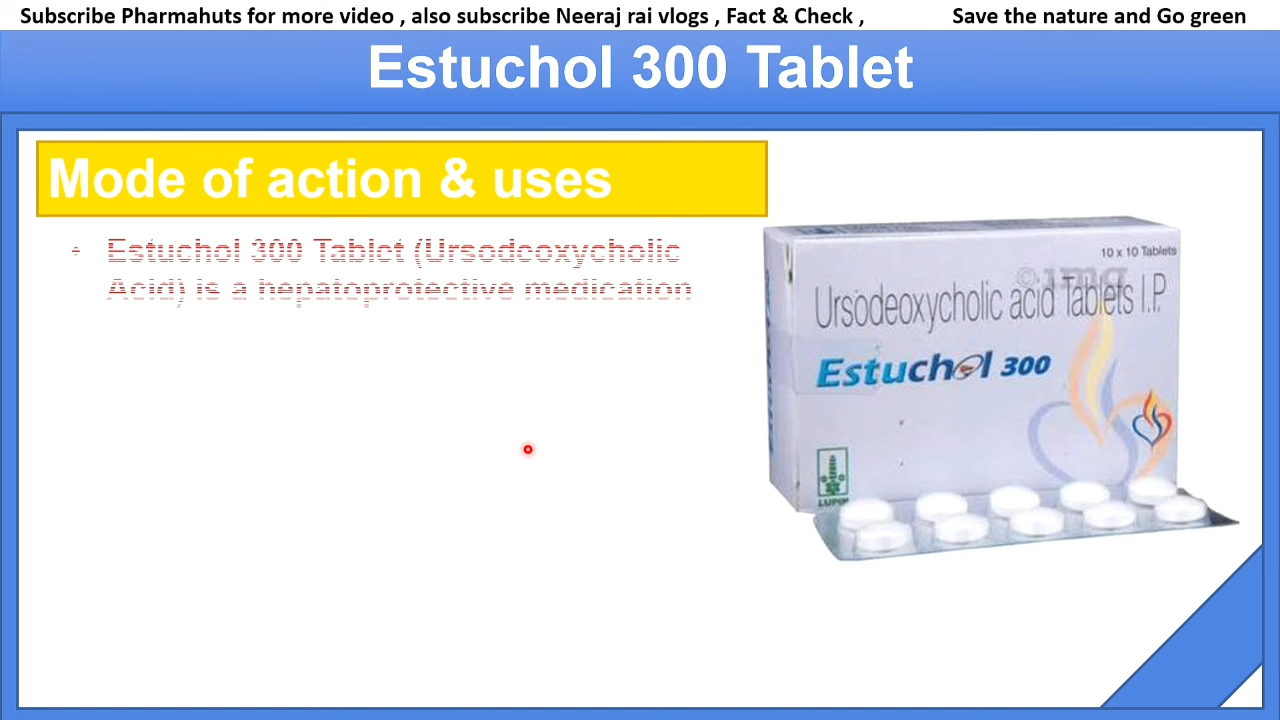 Subscribe Pharmahuts for more video , also subscribe Neeraj rai vlogs , Fact & Check , Save the nature and Go green
Estuchol 300 Tablet
Mode of action & uses
• Estuchol 300 Tablet (Ursodeoxycholic
Acid) is a hepatoprotective medication
10 x 10 Tablets
Ursodeoxycholic acid Tablets I.P.
Estuchol 300
LUPIN